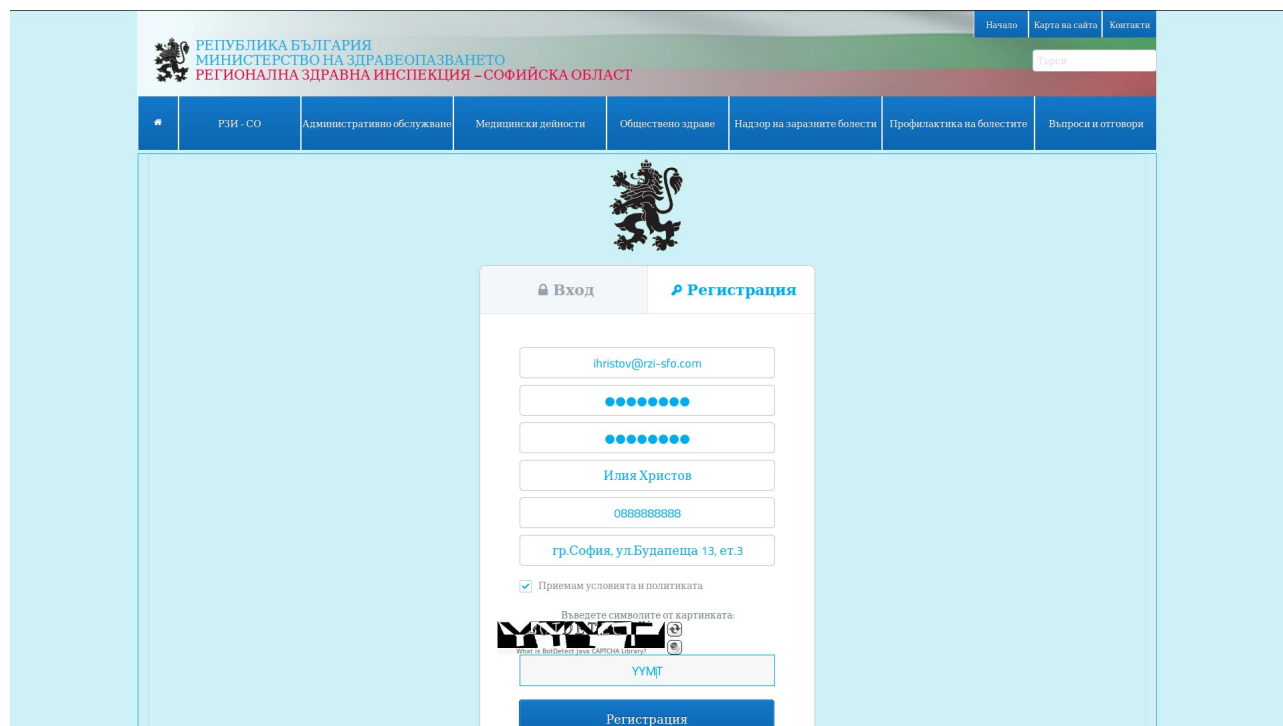 Начало Карта на сайта Контакти
РЕПУБЛИКА БЪЛГАРИЯ
МИНИСТЕРСТВО НА ЗДРАВЕОПАЗВАНЕТО
РЕГИОНАЛНА ЗДРАВНА ИНСПЕКЦИЯ – СОФИЙСКА ОБЛАСТ
Търси
РЗИ - СО Административно обслужване Медицински дейности Обществено здраве Надзор на заразните болести Профилактика на болестите Въпроси и отговори
Вход Регистрация
ihristov@rzi-sfo.com
Илия Христов
0888888888
гр.София, ул.Будапеща 13, ет.3
Приемам условията и политиката
Въведете символите от картинката:
What is BotDetect Java CAPTCHA Library?
YYMT
Регистрация